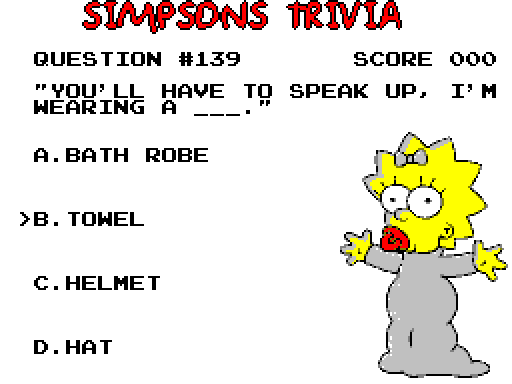 SIMPSONS TRIVIA
QUESTION #139 SCORE 000
"YOU'LL HAVE TO SPEAK UP, I'M
WEARING A ___."
A.BATH ROBE
>B.TOWEL
C.HELMET
D.HAT